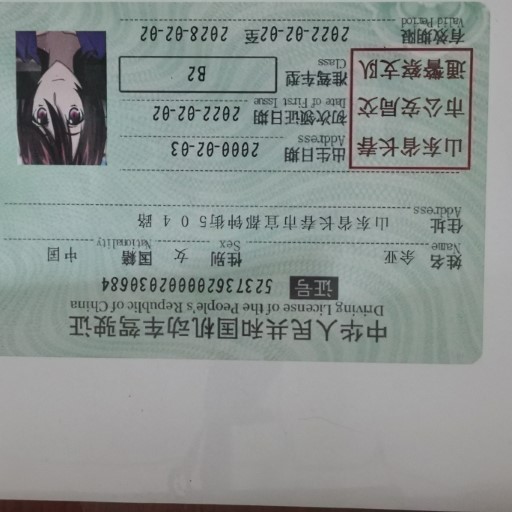 中华人民共和国机动车驾驶证
Driving License of the People's Republic of China
证号 523736200002030684
姓名 余亚 性别 女 国籍 中国
Name Sex Nationality
住址 山东省长春市宜都钟街504路
Address
山东省长春
市公安局交
通警察支队
出生日期 2000-02-03
Address
初次领证日期 2022-02-02
Date of First Issue
准驾车型 B2
Class
有效期限 2022-02-02至 2028-02-02
Valid Period